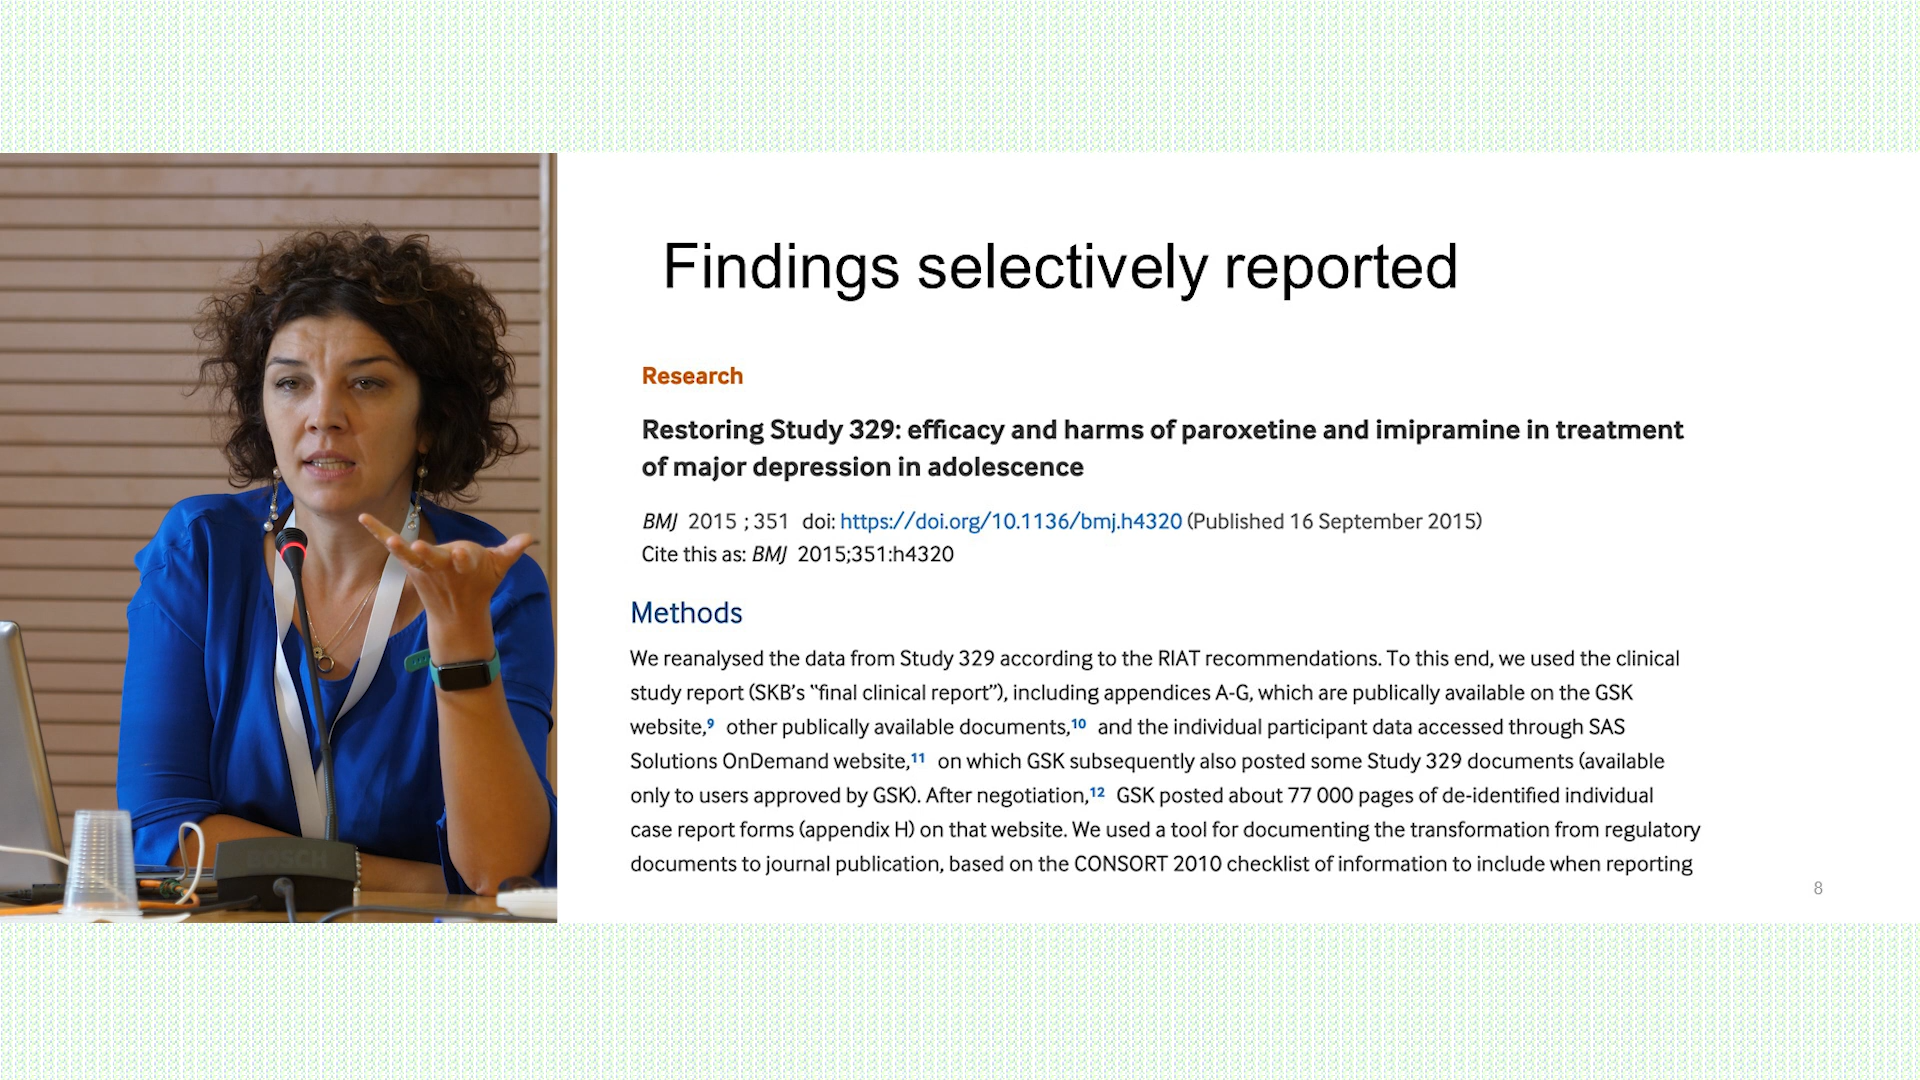 Findings selectively reported
Research
Restoring Study 329: efficacy and harms of paroxetine and imipramine in treatment
of major depression in adolescence
BMJ 2015 ; 351 doi: https://doi.org/10.1136/bmj.h4320 (Published 16 September 2015)
Cite this as: BMJ 2015;351:h4320
Methods
We reanalysed the data from Study 329 according to the RIAT recommendations. To this end, we used the clinical
study report (SKB’s “final clinical report”), including appendices A-G, which are publically available on the GSK
website,9 other publically available documents,10 and the individual participant data accessed through SAS
Solutions OnDemand website,11 on which GSK subsequently also posted some Study 329 documents (available
only to users approved by GSK). After negotiation,12 GSK posted about 77 000 pages of de-identified individual
case report forms (appendix H) on that website. We used a tool for documenting the transformation from regulatory
documents to journal publication, based on the CONSORT 2010 checklist of information to include when reporting
8
BOSCH